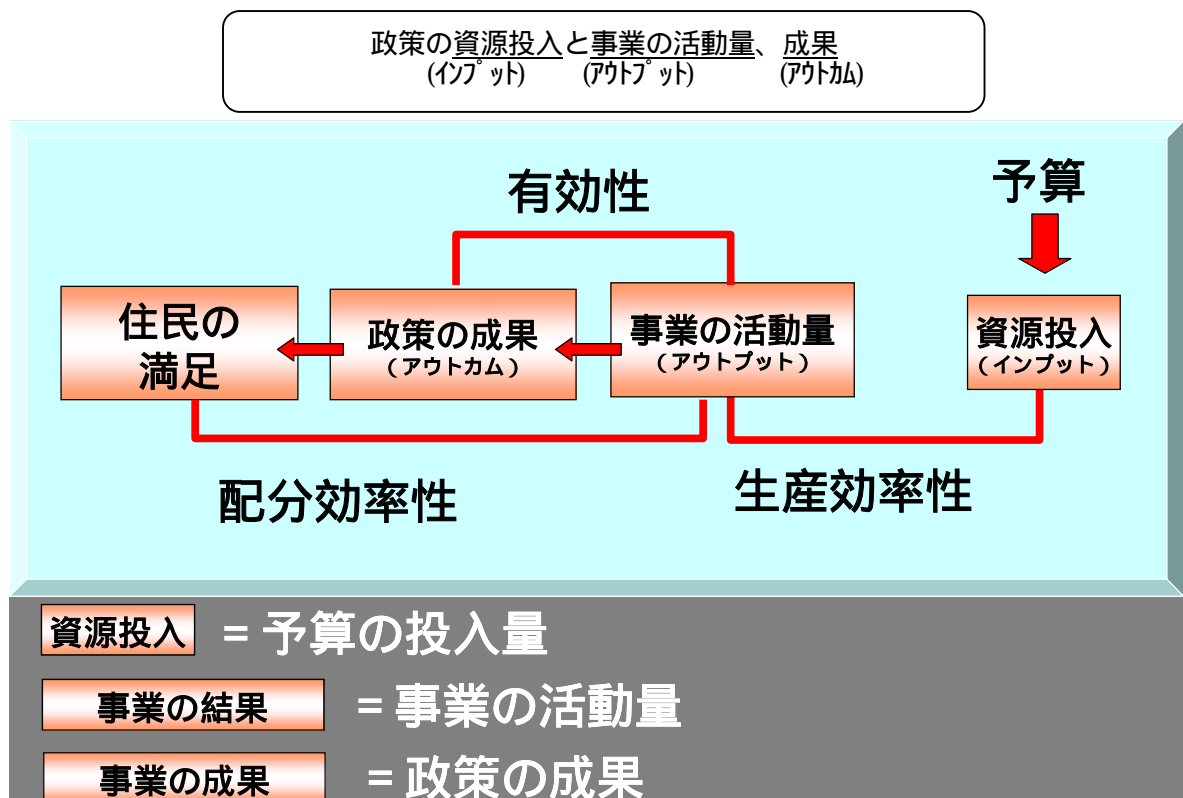 政策の資源投入と事業の活動量、成果
(インプット) (アウトプット) (アウトカム)
有効性
予算
住民の
満足
政策の成果
（アウトカム）
事業の活動量
（アウトプット）
資源投入
（インプット）
配分効率性
生産効率性
資源投入 = 予算の投入量
事業の結果 = 事業の活動量
事業の成果 = 政策の成果